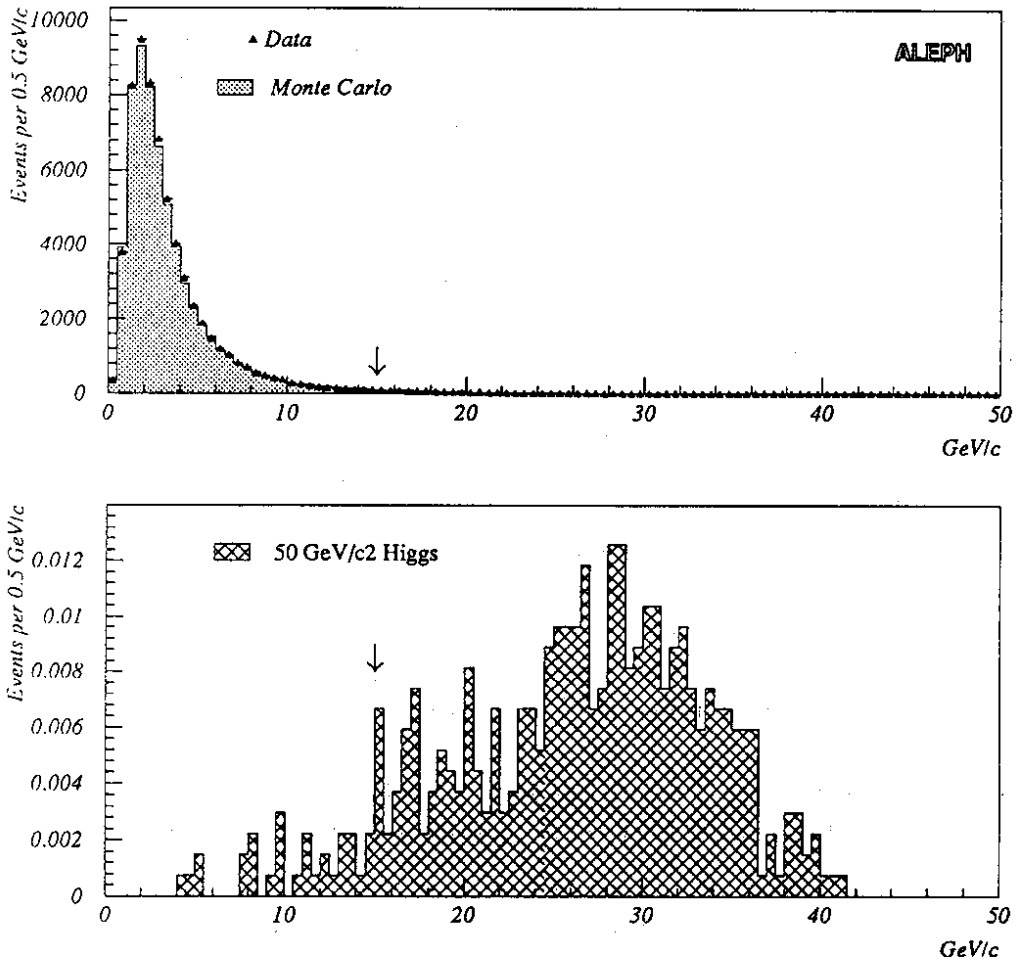 10000
8000
6000
4000
2000
0
Events per 0.5 GeV/c
Data
Monte Carlo
ALEPH
0 10 20 30 40 50
GeV/c
0.012
0.01
0.008
0.006
0.004
0.002
0
Events per 0.5 GeV/c
50 GeV/c2 Higgs
0 10 20 30 40 50
GeV/c